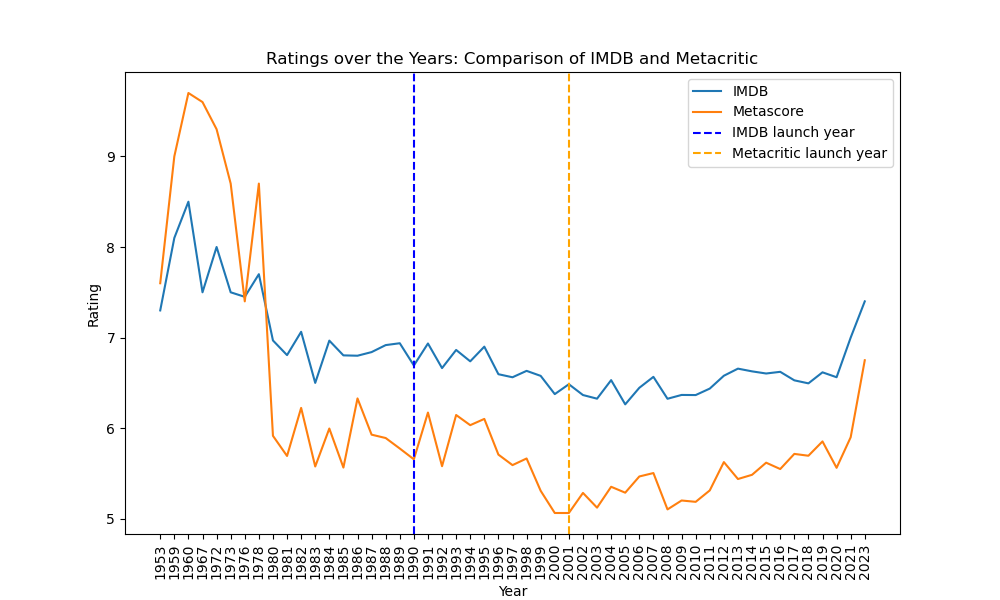 Ratings over the Years: Comparison of IMDB and Metacritic
IMDB
Metascore
IMDB launch year
Metacritic launch year
Rating
9
8
7
6
5
1953 1959 1960 1967 1972 1973 1976 1978 1980 1981 1982 1983 1984 1985 1986 1987 1988 1989 1990 1991 1992 1993 1994 1995 1996 1997 1998 1999 2000 2001 2002 2003 2004 2005 2006 2007 2008 2009 2010 2011 2012 2013 2014 2015 2016 2017 2018 2019 2020 2021 2023
Year